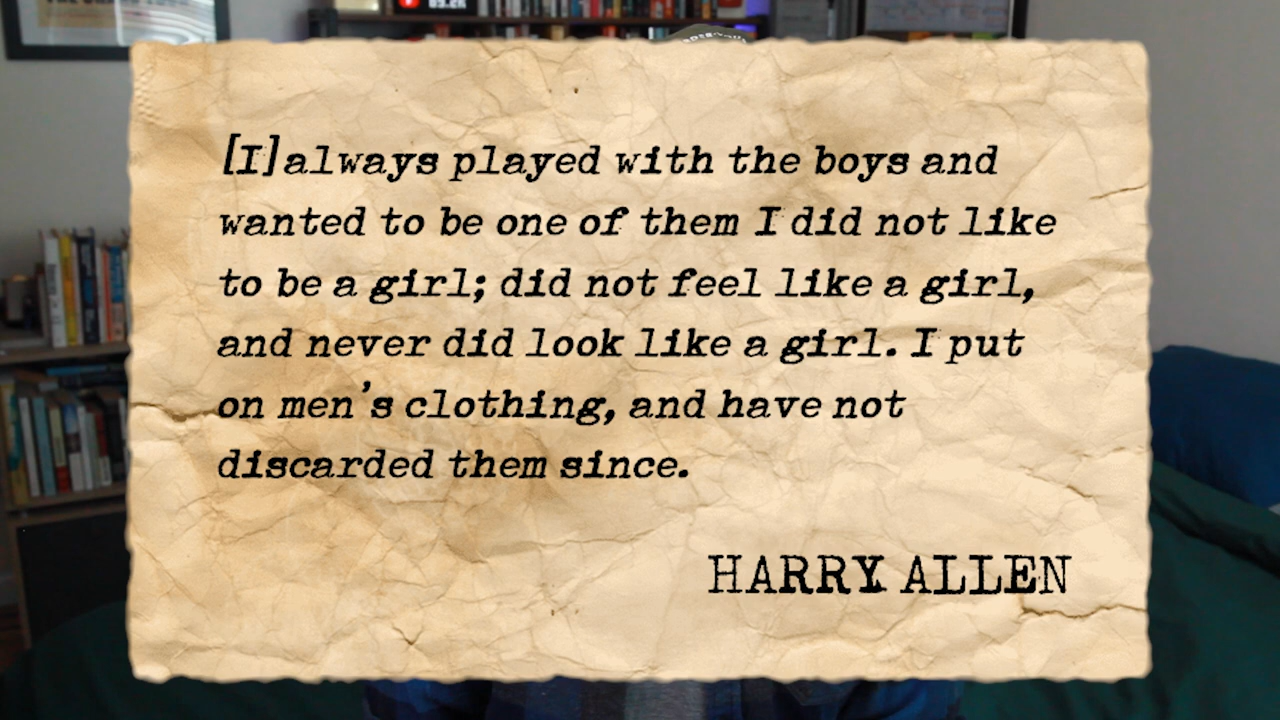 [I]always played with the boys and
wanted to be one of them I did not like
to be a girl; did not feel like a girl,
and never did look like a girl. I put
on men's clothing, and have not
discarded them since.
HARRY ALLEN